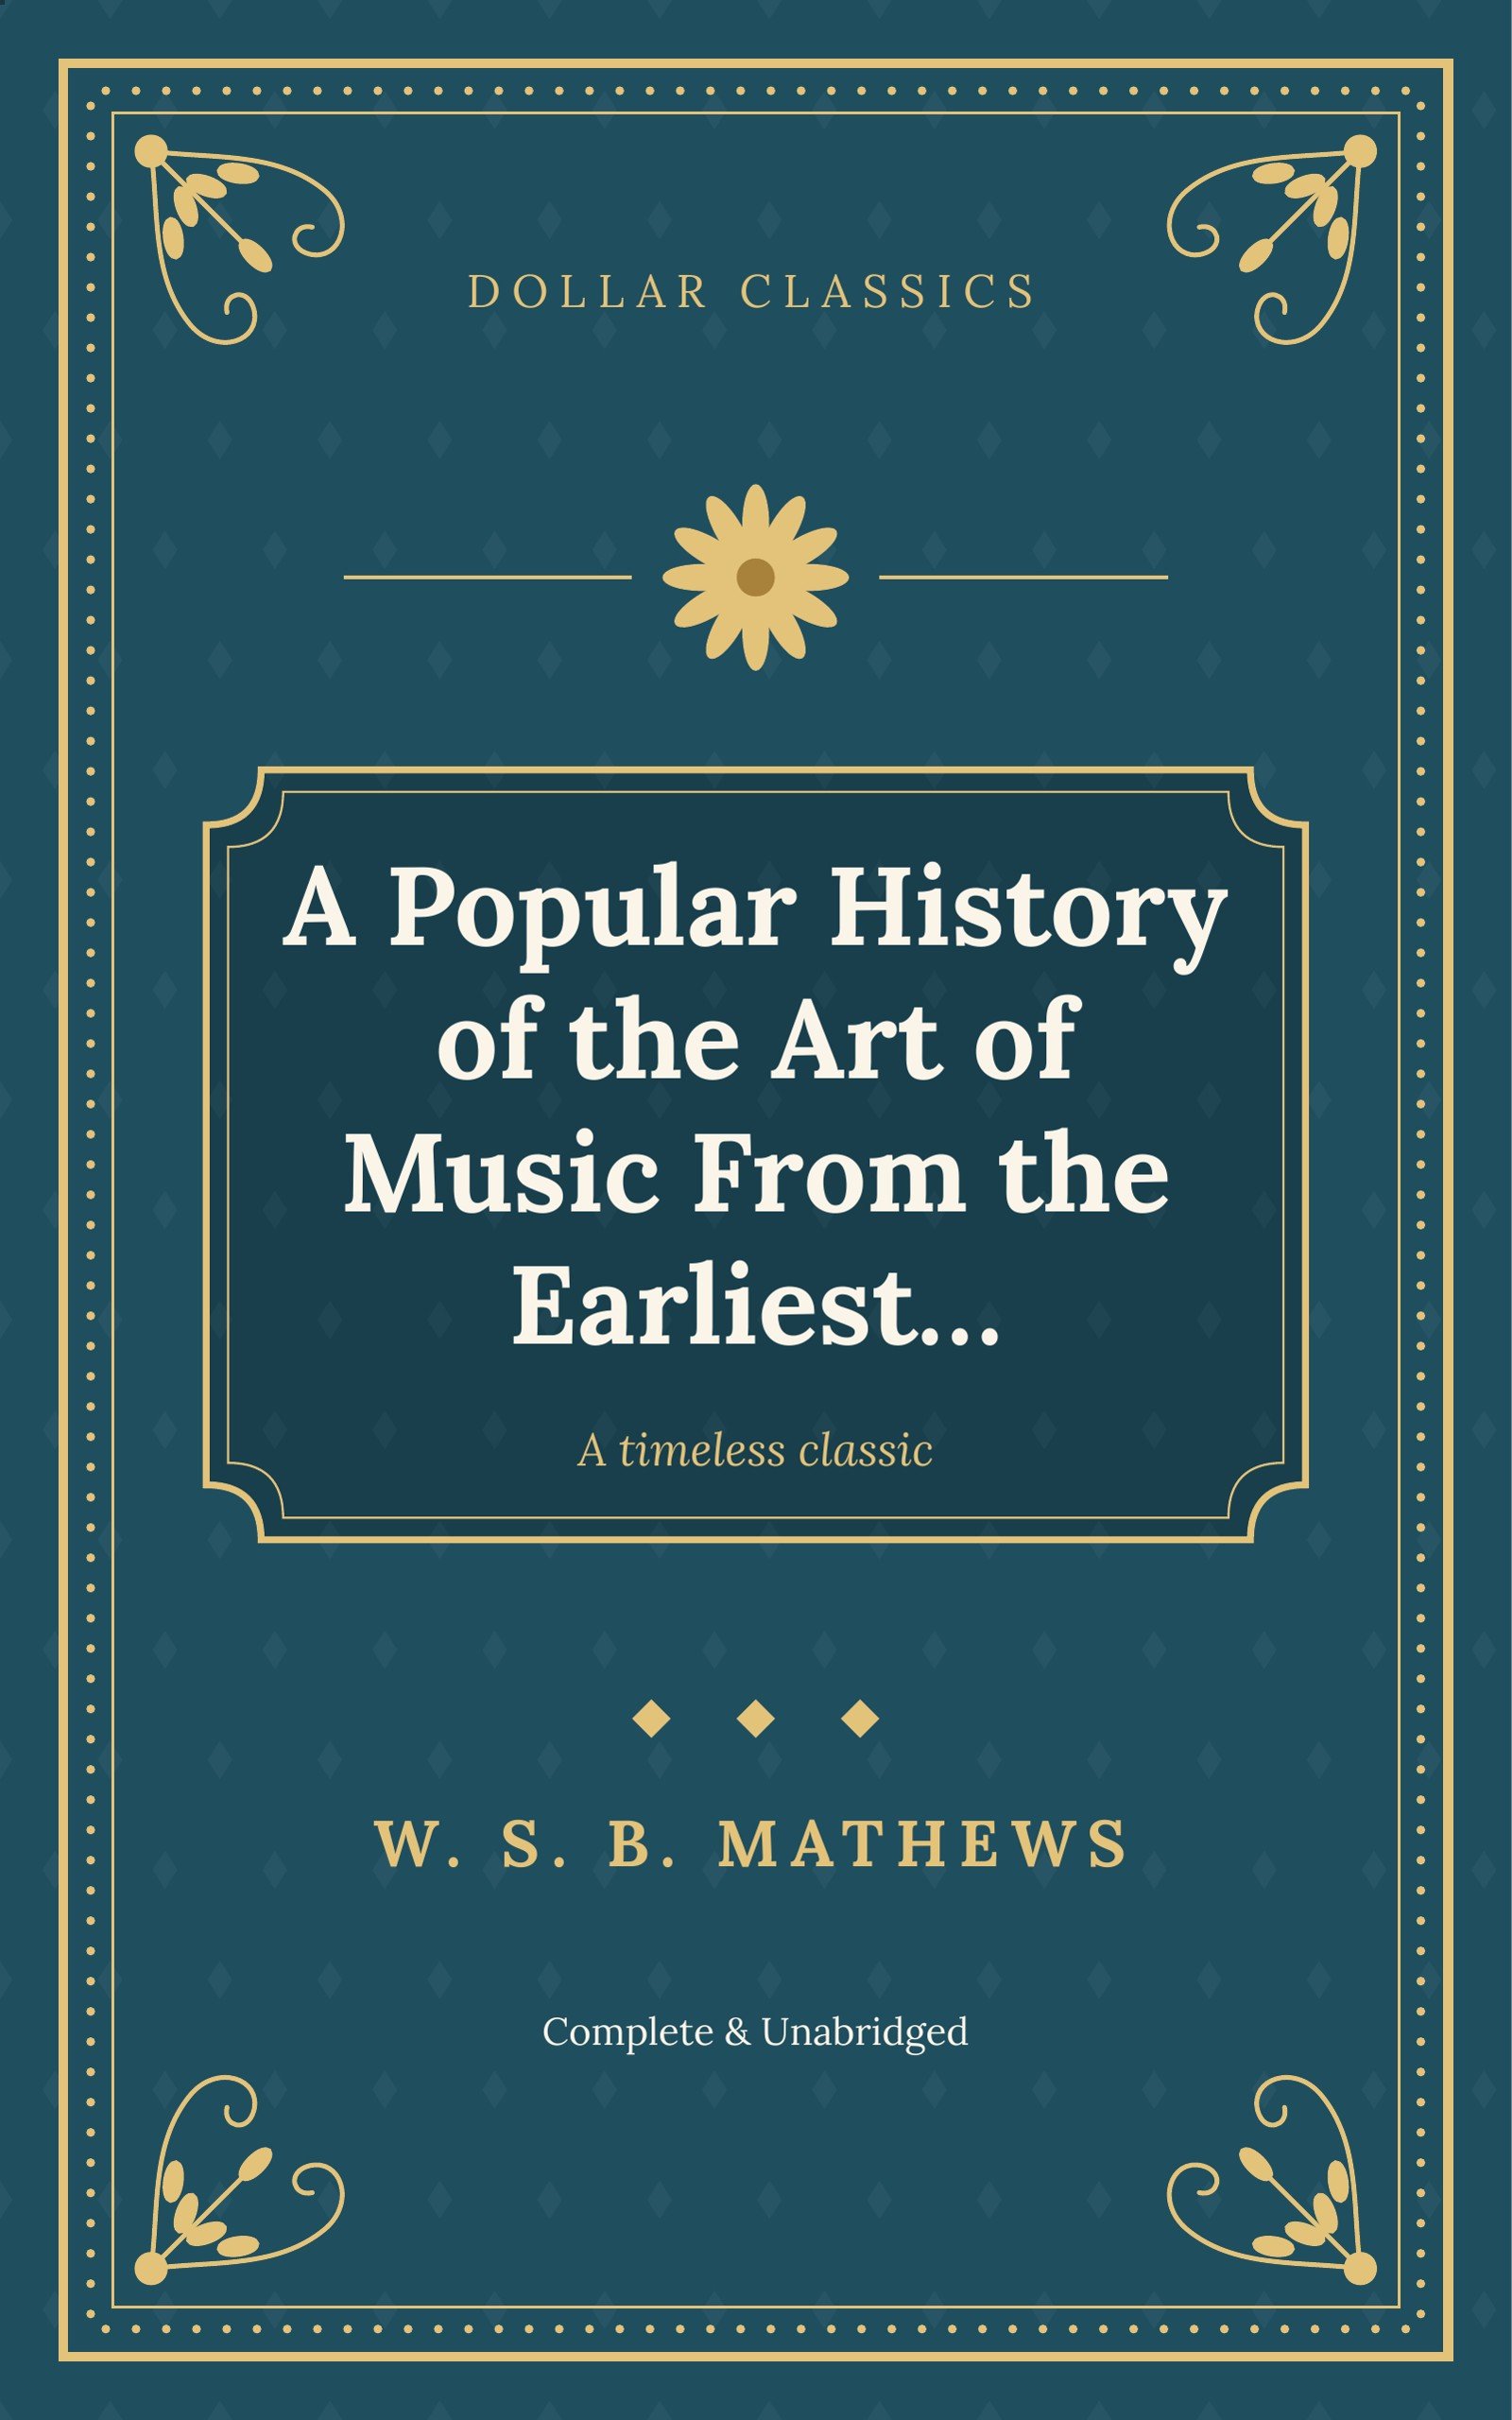 DOLLAR CLASSICS
A Popular History
of the Art of
Music From the
Earliest...
A timeless classic
W. S. B. MATHEWS
Complete & Unabridged